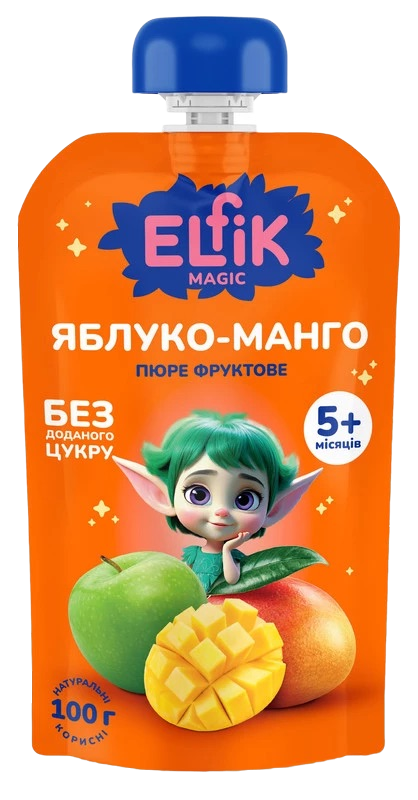 ELfiK
MAGIC
ЯБЛУКО-МАНГО
ПЮРЕ ФРУКТОВЕ
БЕЗ
ДОДАНОГО
ЦУКРУ
5+
місяців
НАТУРАЛЬНІ
100 г
КОРИСНІ